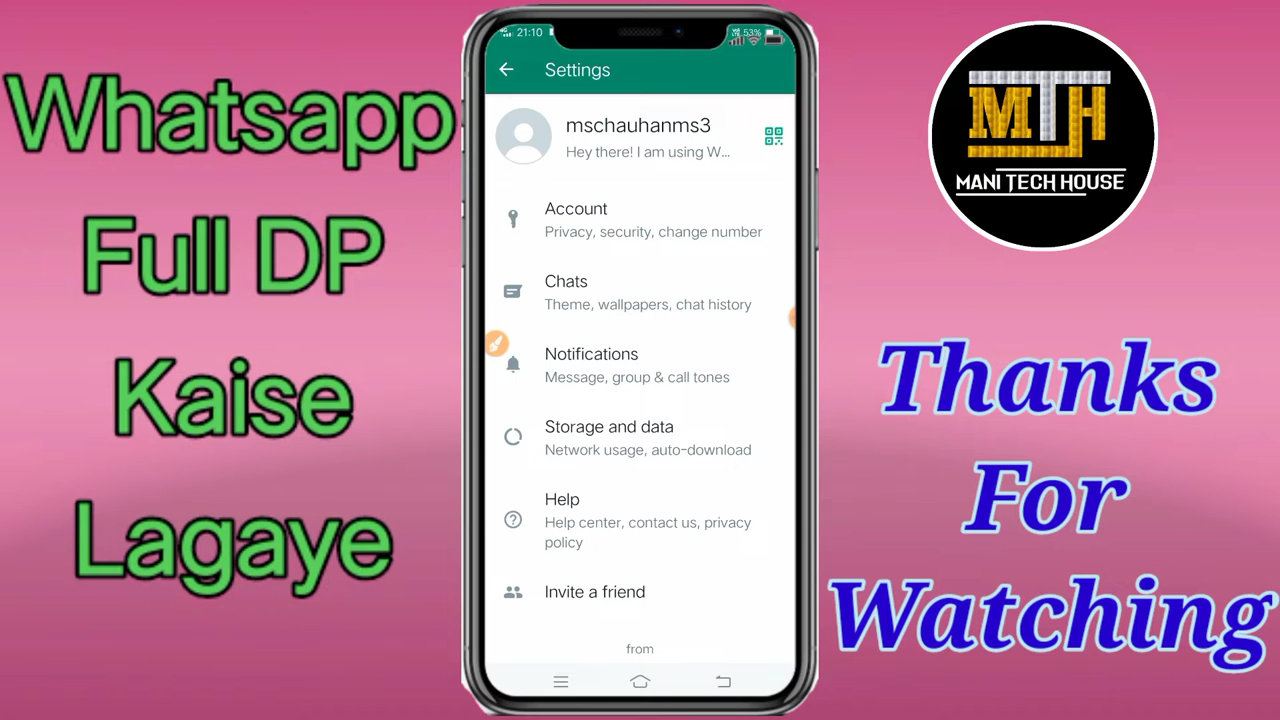 Whatsapp
Full DP
Kaise
Lagaye
21:10
53%
Settings
mschauhanms3
Hey there! I am using W...
Account
Privacy, security, change number
Chats
Theme, wallpapers, chat history
Notifications
Message, group & call tones
Storage and data
Network usage, auto-download
Help
Help center, contact us, privacy
policy
Invite a friend
from
MTH
MANI TECH HOUSE
Thanks
For
Watching